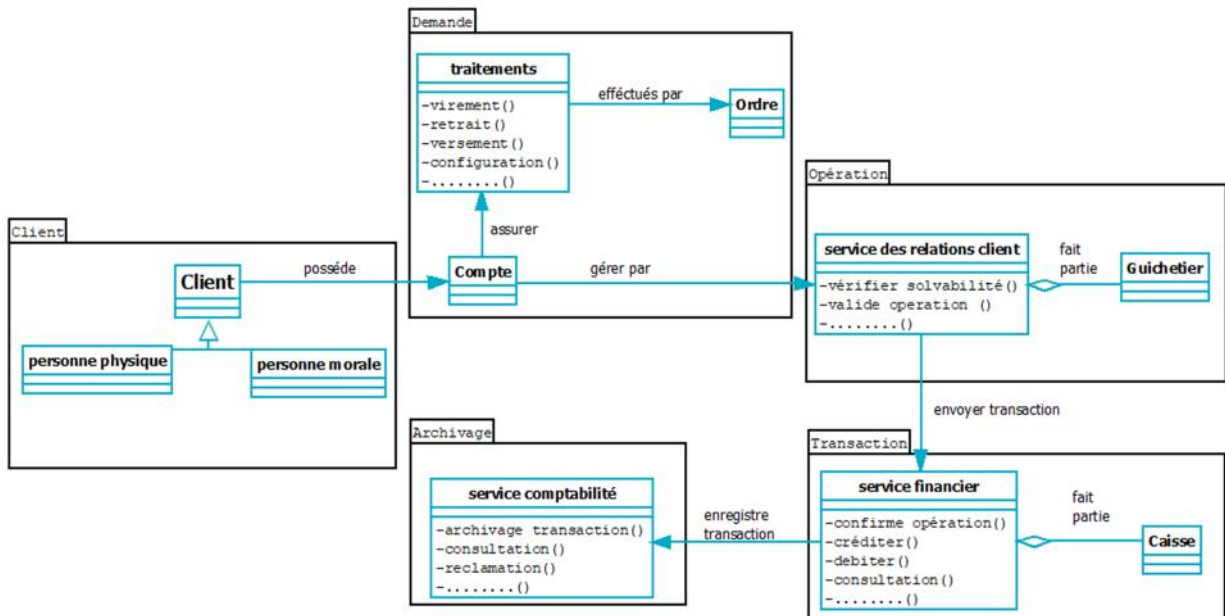 Demande
traitements
-virement()
-retrait()
-versement()
-configuration()
-........()
efféctués par
Ordre
assurer
Compte
Client
Client
posséde
personne physique
personne morale
gérer par
Opération
service des relations client
-vérifier solvabilité()
-valide operation ()
-........()
fait
partie
Guichetier
envoyer transaction
Archivage
service comptabilité
-archivage transaction()
-consultation()
-reclamation()
-........()
enregistre
transaction
Transaction
service financier
-confirme opération()
-créditer()
-debiter()
-consultation()
-........()
fait
partie
Caisse